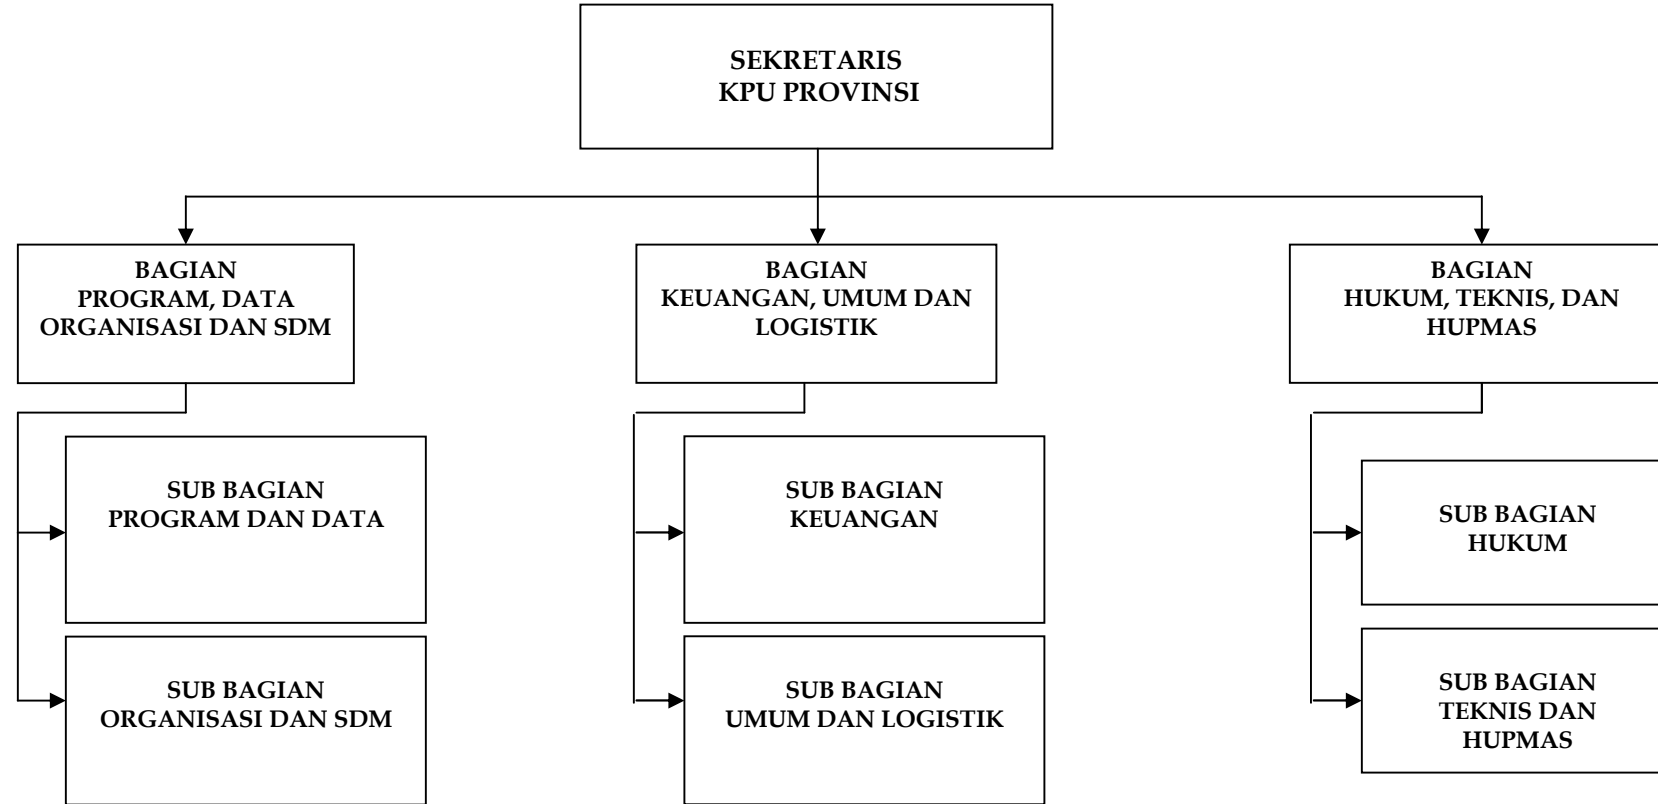 SEKRETARIS
KPU PROVINSI
BAGIAN
PROGRAM, DATA
ORGANISASI DAN SDM
BAGIAN
KEUANGAN, UMUM DAN
LOGISTIK
BAGIAN
HUKUM, TEKNIS, DAN
HUPMAS
SUB BAGIAN
PROGRAM DAN DATA
SUB BAGIAN
KEUANGAN
SUB BAGIAN
HUKUM
SUB BAGIAN
ORGANISASI DAN SDM
SUB BAGIAN
UMUM DAN LOGISTIK
SUB BAGIAN
TEKNIS DAN
HUPMAS